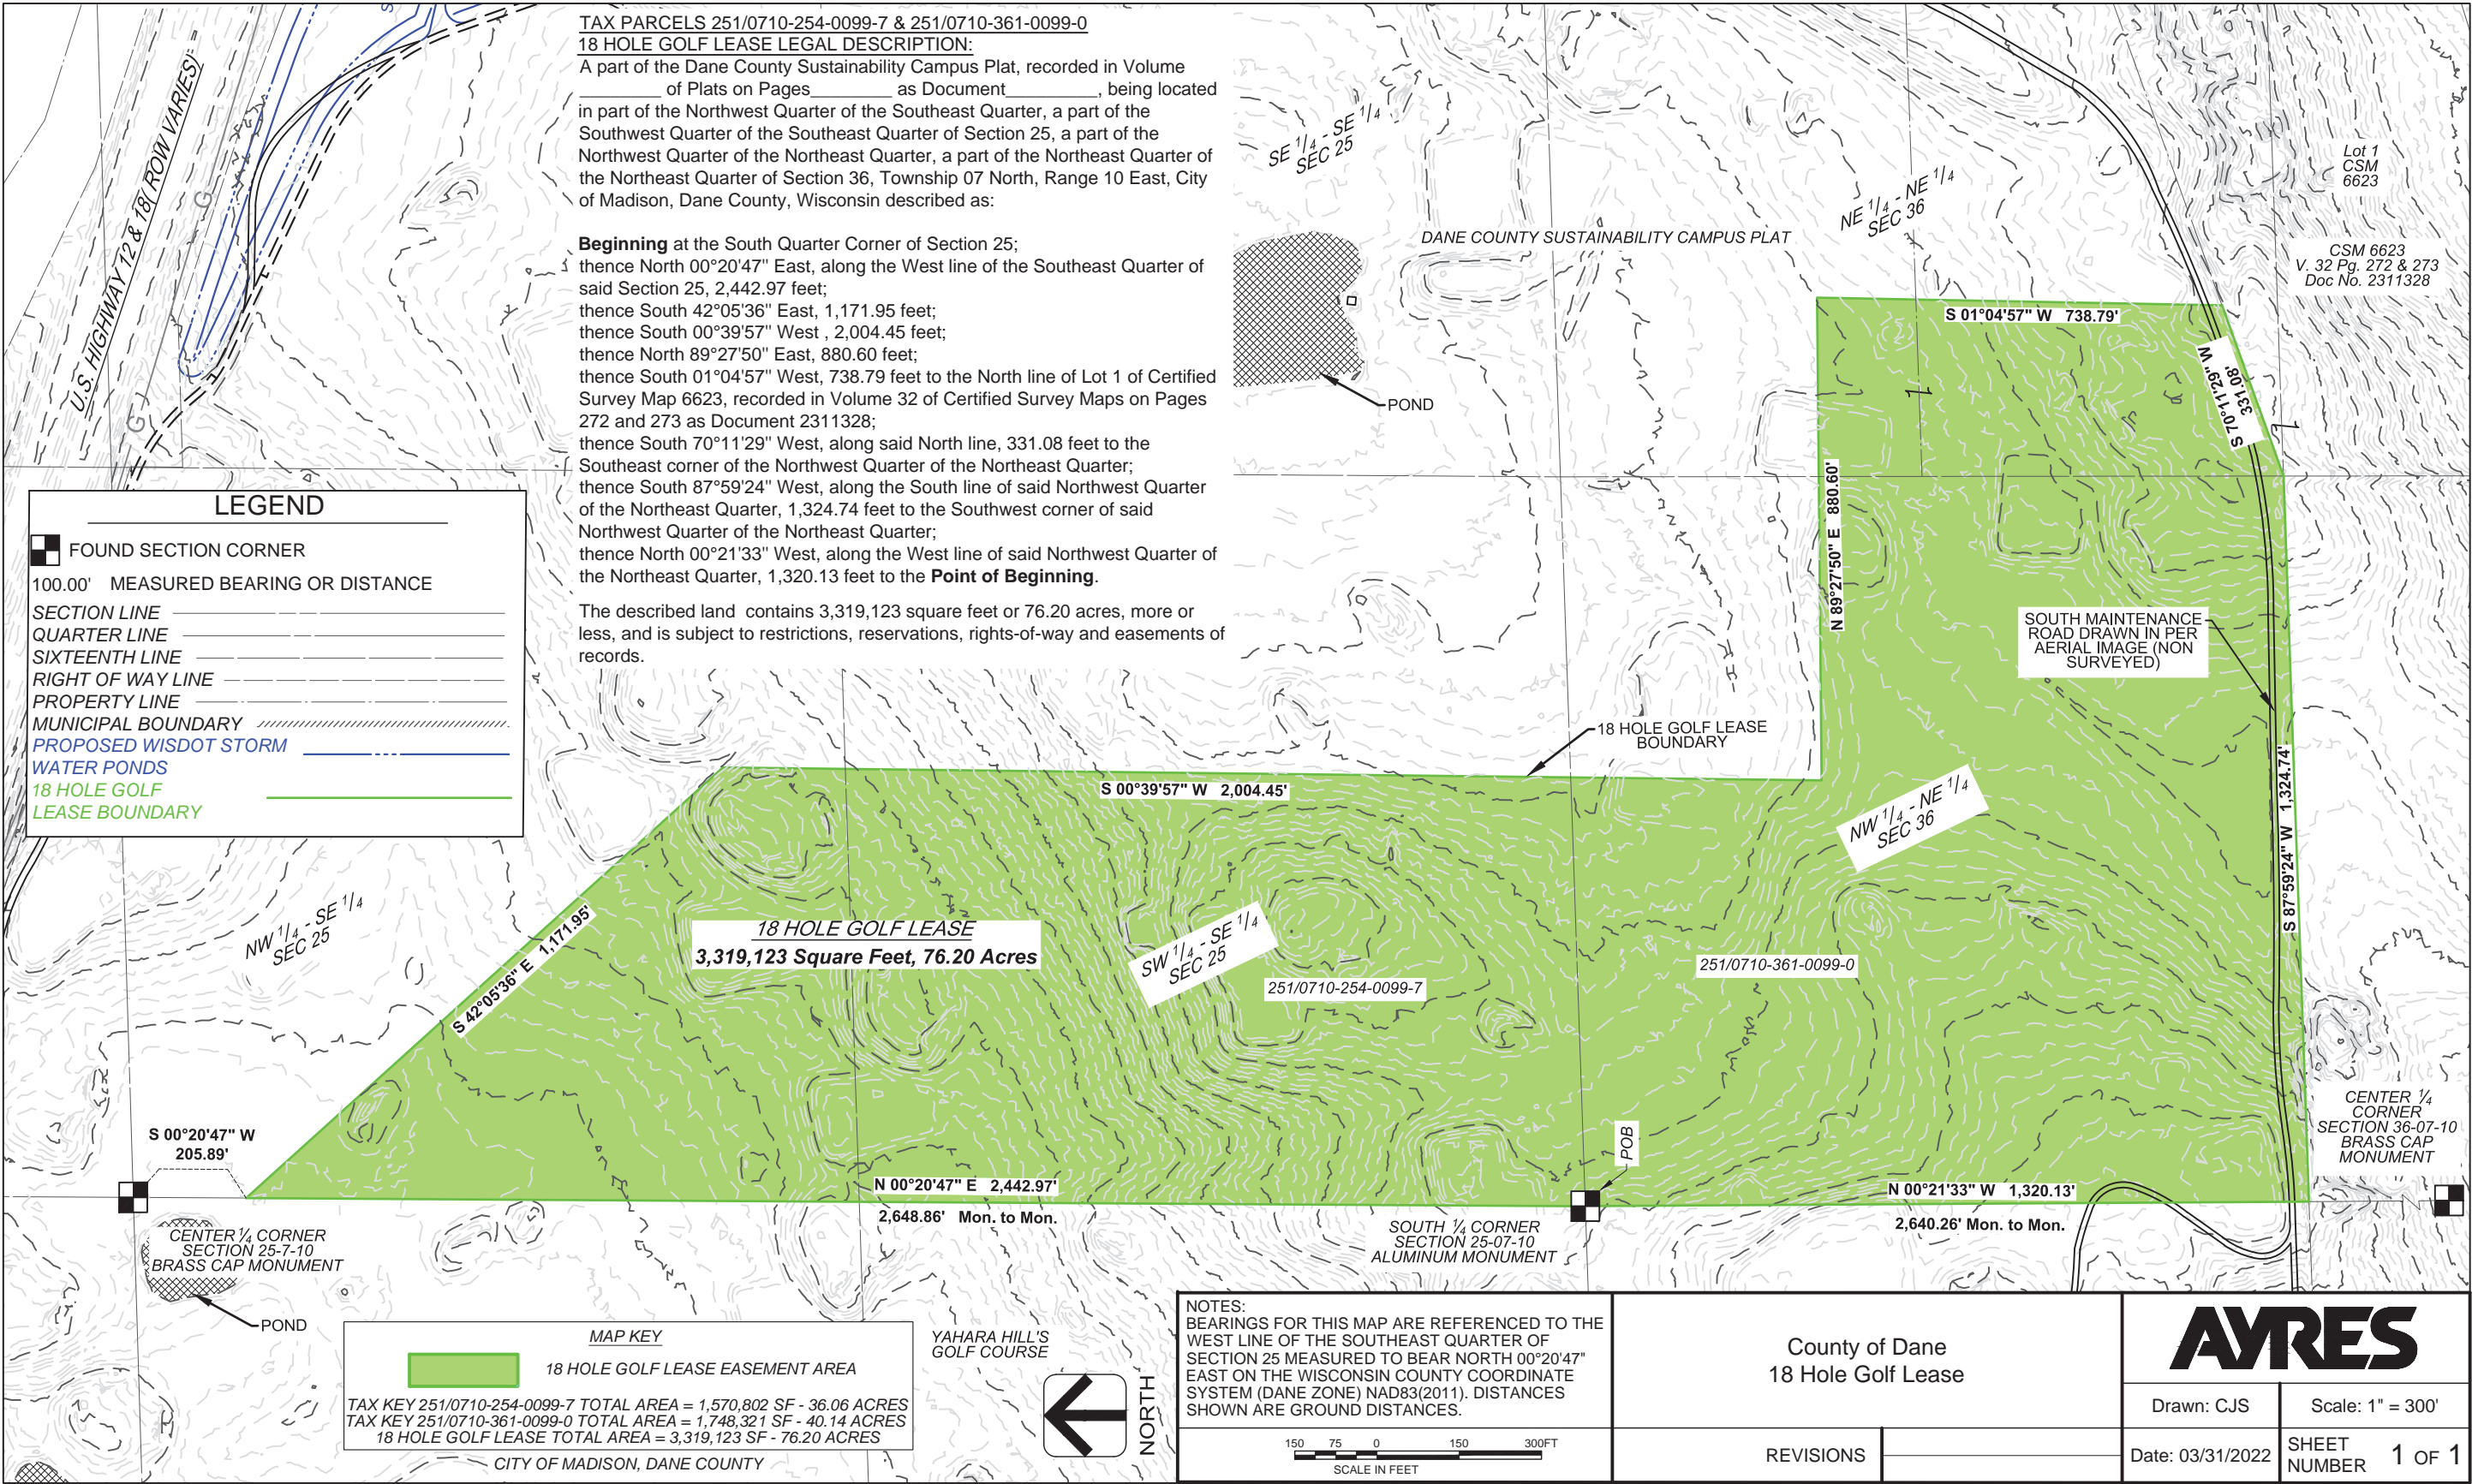 TAX PARCELS 251/0710-254-0099-7 & 251/0710-361-0099-0
18 HOLE GOLF LEASE LEGAL DESCRIPTION:
A part of the Dane County Sustainability Campus Plat, recorded in Volume
________ of Plats on Pages________ as Document_________, being located
in part of the Northwest Quarter of the Southeast Quarter, a part of the
Southwest Quarter of the Southeast Quarter of Section 25, a part of the
Northwest Quarter of the Northeast Quarter, a part of the Northeast Quarter of
the Northeast Quarter of Section 36, Township 07 North, Range 10 East, City
of Madison, Dane County, Wisconsin described as:
Beginning at the South Quarter Corner of Section 25;
thence North 00°20'47" East, along the West line of the Southeast Quarter of
said Section 25, 2,442.97 feet;
thence South 42°05'36" East, 1,171.95 feet;
thence South 00°39'57" West , 2,004.45 feet;
thence North 89°27'50" East, 880.60 feet;
thence South 01°04'57" West, 738.79 feet to the North line of Lot 1 of Certified
Survey Map 6623, recorded in Volume 32 of Certified Survey Maps on Pages
272 and 273 as Document 2311328;
thence South 70°11'29" West, along said North line, 331.08 feet to the
Southeast corner of the Northwest Quarter of the Northeast Quarter;
thence South 87°59'24" West, along the South line of said Northwest Quarter
of the Northeast Quarter, 1,324.74 feet to the Southwest corner of said
Northwest Quarter of the Northeast Quarter;
thence North 00°21'33" West, along the West line of said Northwest Quarter of
the Northeast Quarter, 1,320.13 feet to the Point of Beginning.
The described land contains 3,319,123 square feet or 76.20 acres, more or
less, and is subject to restrictions, reservations, rights-of-way and easements of
records.
U.S. HIGHWAY 12 & 18( ROW VARIES)
G
G
S
LEGEND
FOUND SECTION CORNER
100.00' MEASURED BEARING OR DISTANCE
SECTION LINE
QUARTER LINE
SIXTEENTH LINE
RIGHT OF WAY LINE
PROPERTY LINE
MUNICIPAL BOUNDARY
PROPOSED WISDOT STORM
WATER PONDS
18 HOLE GOLF
LEASE BOUNDARY
SE 1/4 - SE 1/4
SEC 25
NE 1/4 - NE 1/4
SEC 36
DANE COUNTY SUSTAINABILITY CAMPUS PLAT
Lot 1
CSM
6623
CSM 6623
V. 32 Pg. 272 & 273
Doc No. 2311328
POND
S 01°04'57" W 738.79'
S 70°11'29" W
331.08'
N 89°27'50" E 880.60'
SOUTH MAINTENANCE
ROAD DRAWN IN PER
AERIAL IMAGE (NON
SURVEYED)
18 HOLE GOLF LEASE
BOUNDARY
S 00°39'57" W 2,004.45'
NW 1/4 - NE 1/4
SEC 36
S 87°59'24" W 1,324.74'
NW 1/4 - SE 1/4
SEC 25
S 42°05'36" E 1,171.95'
18 HOLE GOLF LEASE
3,319,123 Square Feet, 76.20 Acres
SW 1/4 - SE 1/4
SEC 25
251/0710-254-0099-7
251/0710-361-0099-0
S 00°20'47" W
205.89'
POB
CENTER 1/4
CORNER
SECTION 36-07-10
BRASS CAP
MONUMENT
N 00°20'47" E 2,442.97'
2,648.86' Mon. to Mon.
N 00°21'33" W 1,320.13'
2,640.26' Mon. to Mon.
CENTER 1/4 CORNER
SECTION 25-7-10
BRASS CAP MONUMENT
POND
SOUTH 1/4 CORNER
SECTION 25-07-10
ALUMINUM MONUMENT
MAP KEY
18 HOLE GOLF LEASE EASEMENT AREA
TAX KEY 251/0710-254-0099-7 TOTAL AREA = 1,570,802 SF - 36.06 ACRES
TAX KEY 251/0710-361-0099-0 TOTAL AREA = 1,748,321 SF - 40.14 ACRES
18 HOLE GOLF LEASE TOTAL AREA = 3,319,123 SF - 76.20 ACRES
CITY OF MADISON, DANE COUNTY
YAHARA HILL'S
GOLF COURSE
NORTH
NOTES:
BEARINGS FOR THIS MAP ARE REFERENCED TO THE
WEST LINE OF THE SOUTHEAST QUARTER OF
SECTION 25 MEASURED TO BEAR NORTH 00°20'47"
EAST ON THE WISCONSIN COUNTY COORDINATE
SYSTEM (DANE ZONE) NAD83(2011). DISTANCES
SHOWN ARE GROUND DISTANCES.
150 75 0 150 300FT
SCALE IN FEET
County of Dane
18 Hole Golf Lease
REVISIONS
AYRES
Drawn: CJS
Scale: 1" = 300'
Date: 03/31/2022
SHEET
NUMBER 1 OF 1